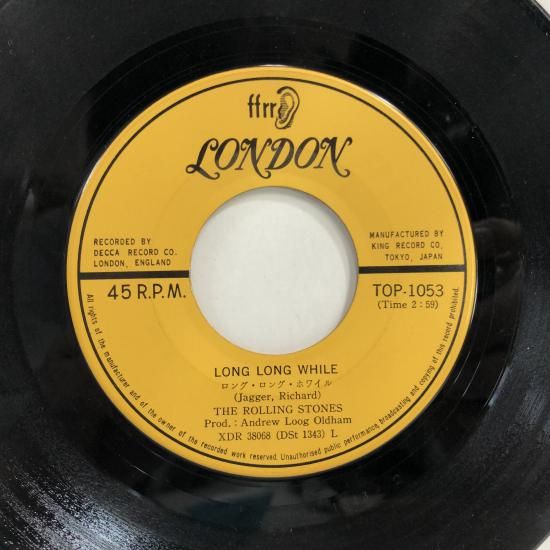 ffrr
LONDON
RECORDED BY
DECCA RECORD CO.
LONDON, ENGLAND
MANUFACTURED BY
KING RECORD CO,
TOKYO, JAPAN
45 R.P.M.
TOP-1053
(Time 2 : 59)
LONG LONG WHILE
ロング・ロング・ホワイル
(Jagger, Richard)
THE ROLLING STONES
Prod. : Andrew Loog Oldham
XDR 38068 (DSt 1343) L
All rights of the manufacturer and of the owner of the recorded work reserved. Unauthorised public performance, broadcasting and copying of this record prohibited.